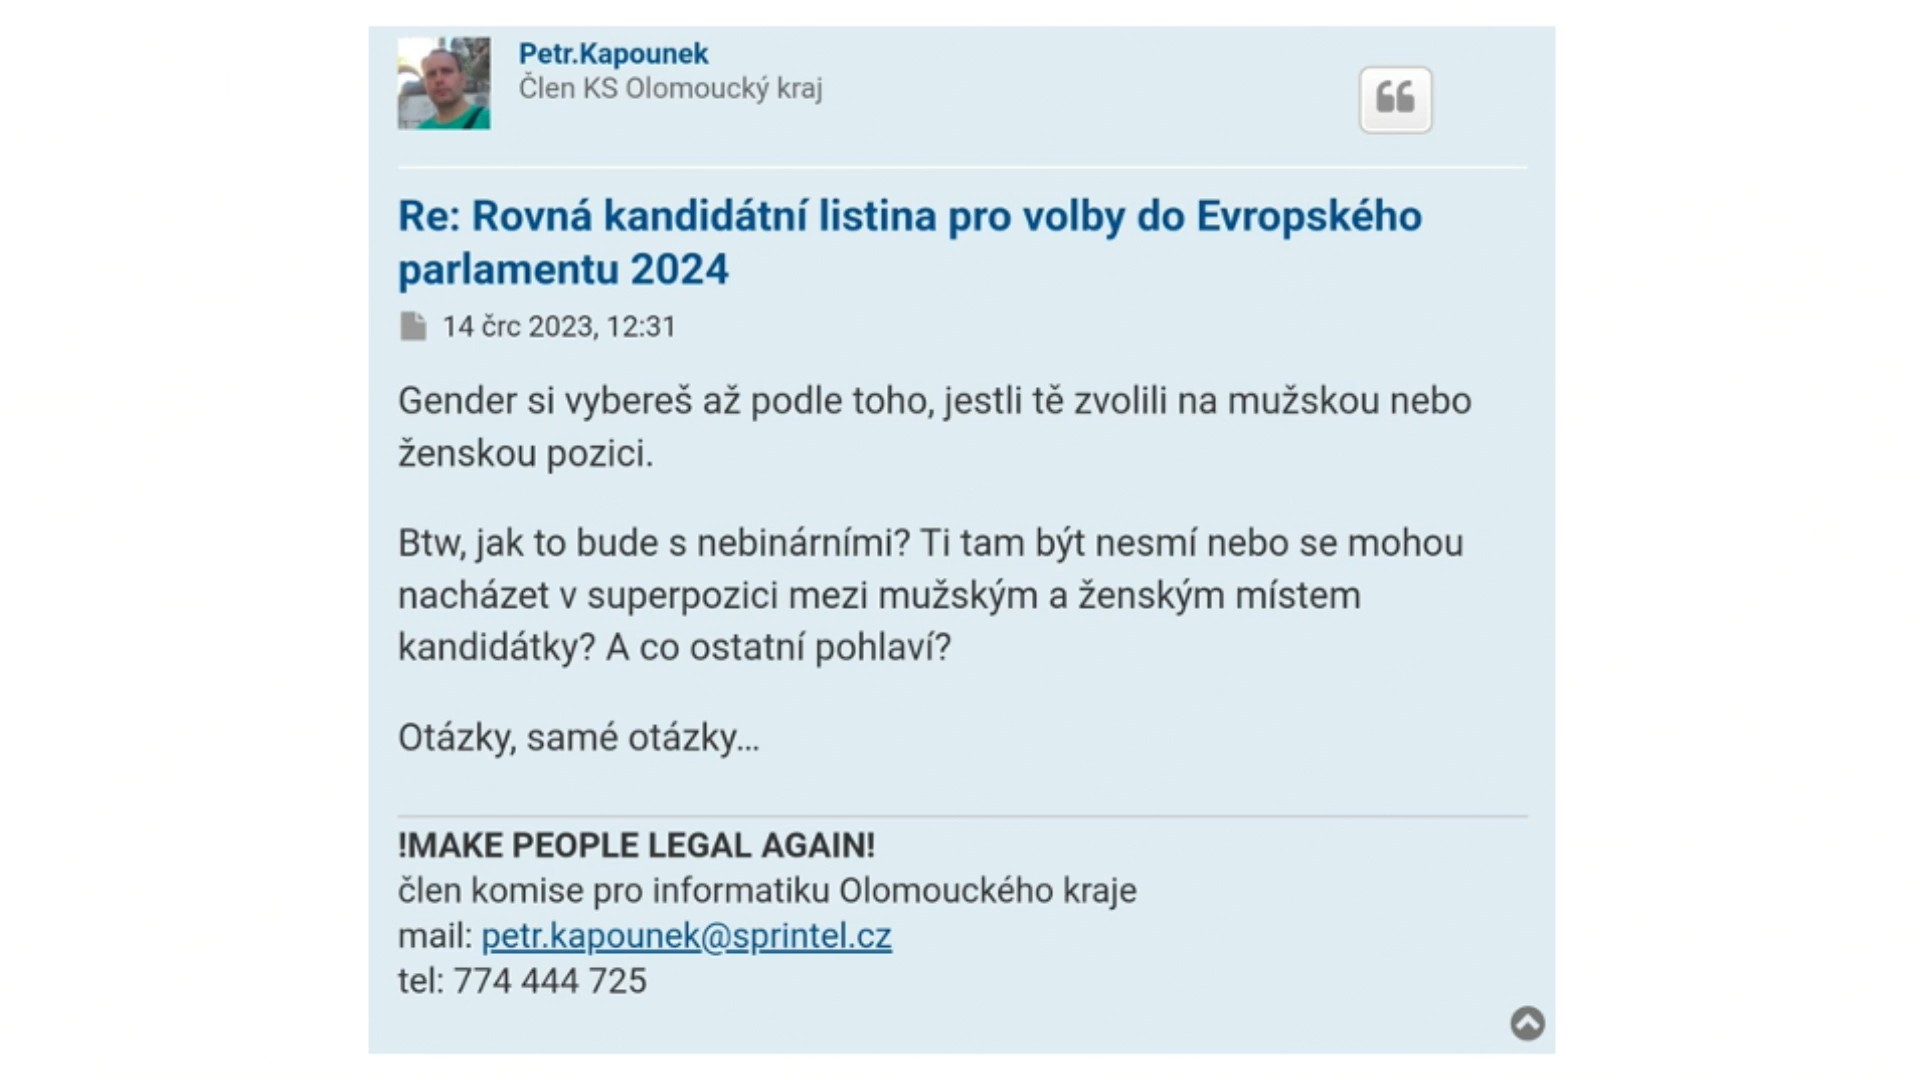 Petr.Kapounek
Člen KS Olomoucký kraj
Re: Rovná kandidátní listina pro volby do Evropského
parlamentu 2024
14 črc 2023, 12:31
Gender si vybereš až podle toho, jestli tě zvolili na mužskou nebo
ženskou pozici.
Btw, jak to bude s nebinárními? Ti tam být nesmí nebo se mohou
nacházet v superpozici mezi mužským a ženským místem
kandidátky? A co ostatní pohlaví?
Otázky, samé otázky...
!MAKE PEOPLE LEGAL AGAIN!
člen komise pro informatiku Olomouckého kraje
mail: petr.kapounek@sprintel.cz
tel: 774 444 725